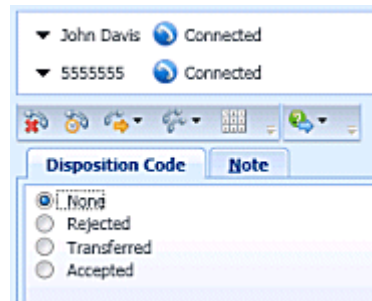 John Davis Connected
5555555 Connected
Disposition Code Note
None
Rejected
Transferred
Accepted